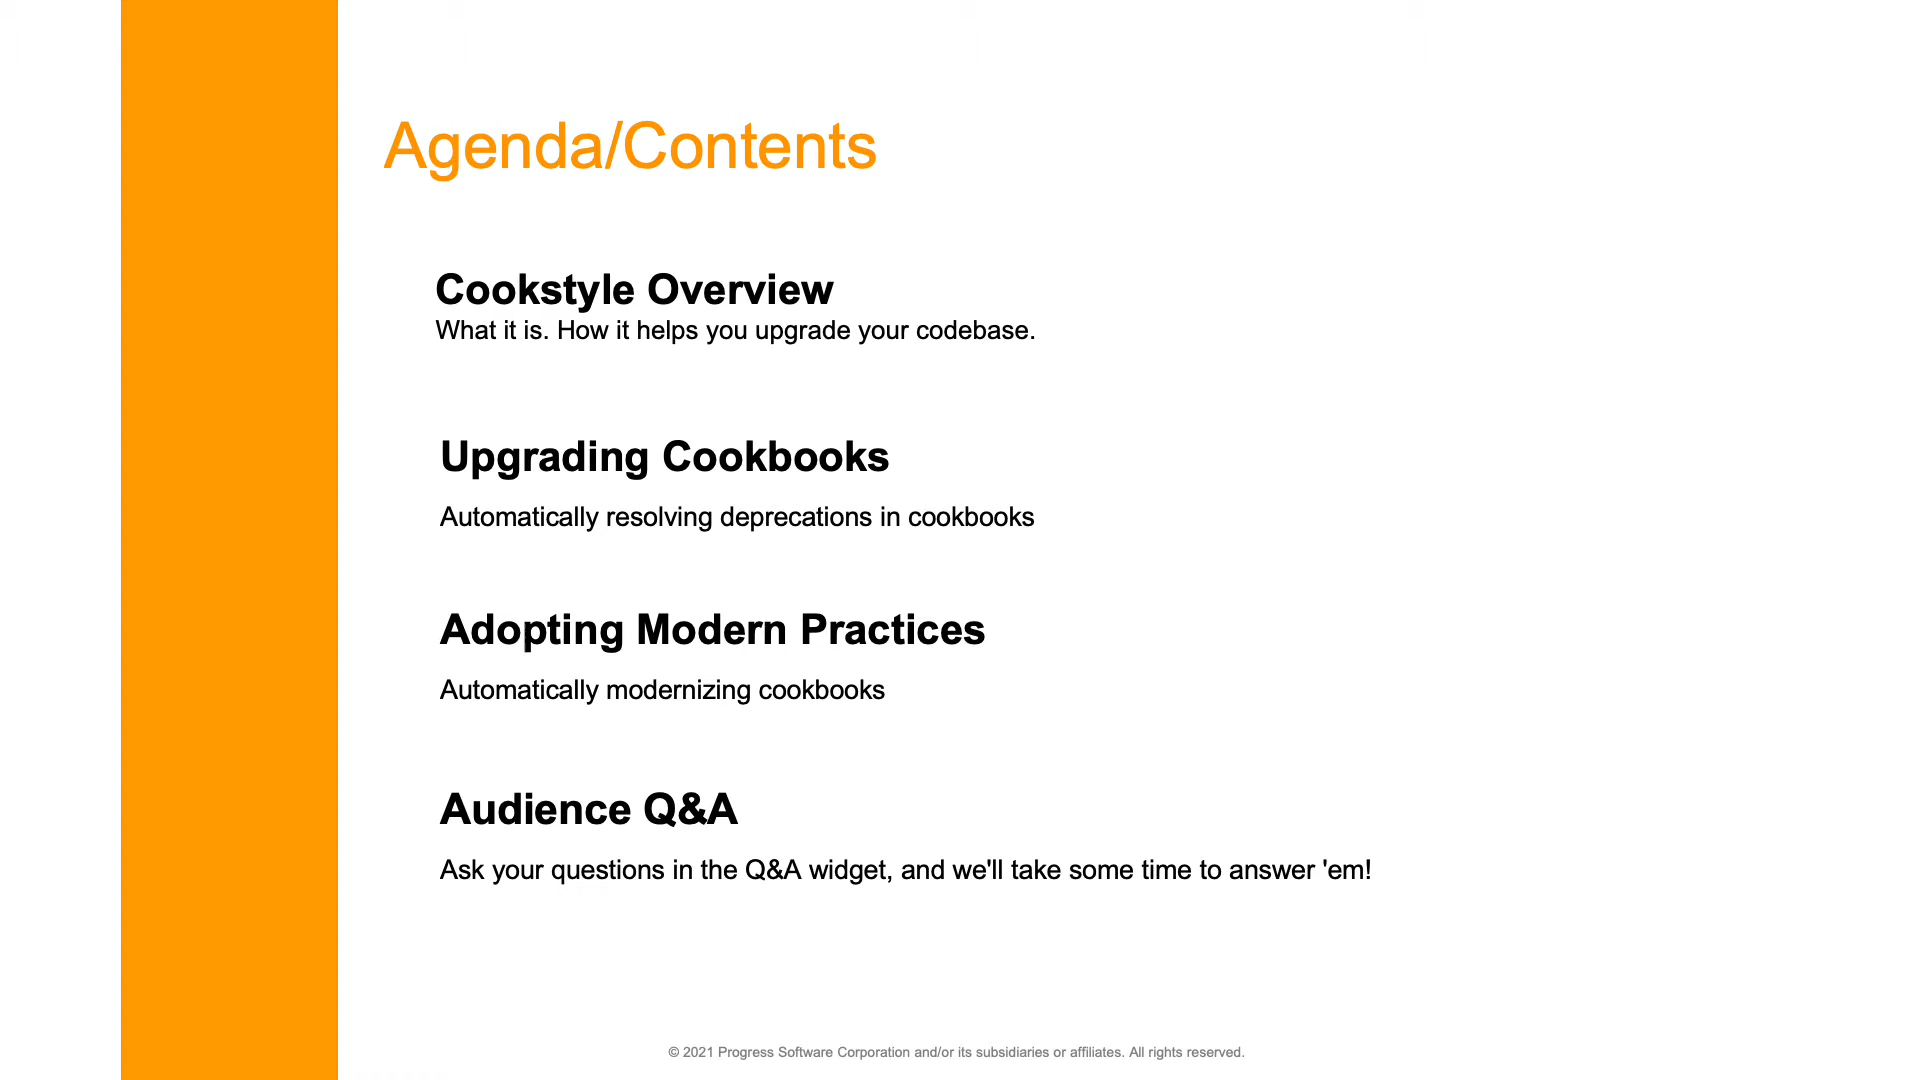 Agenda/Contents
Cookstyle Overview
What it is. How it helps you upgrade your codebase.
Upgrading Cookbooks
Automatically resolving deprecations in cookbooks
Adopting Modern Practices
Automatically modernizing cookbooks
Audience Q&A
Ask your questions in the Q&A widget, and we'll take some time to answer 'em!
© 2021 Progress Software Corporation and/or its subsidiaries or affiliates. All rights reserved.